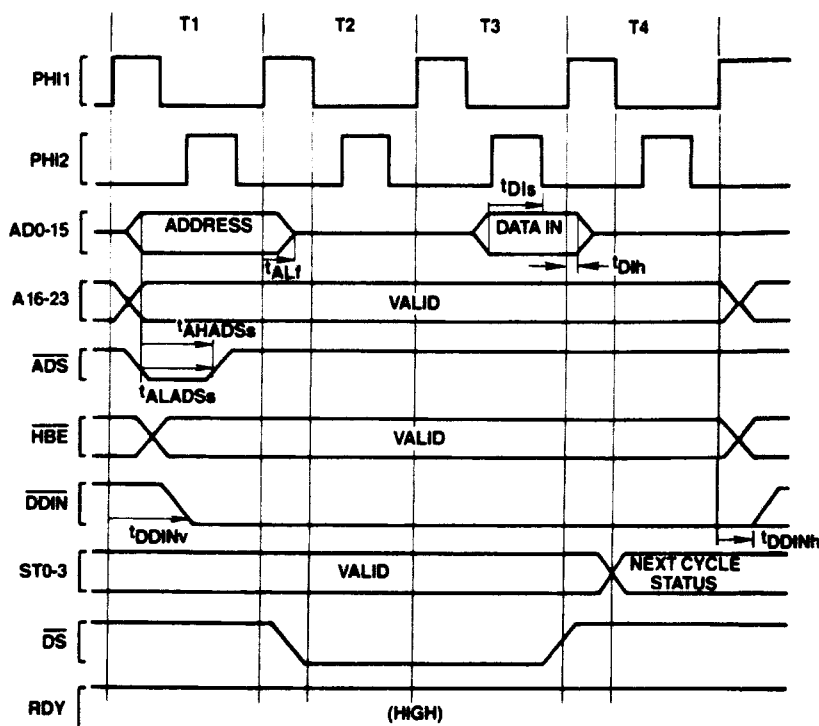 T1 T2 T3 T4
PHI1
PHI2
tDIs
AD0-15 ADDRESS DATA IN
tALf tDIh
A16-23 VALID
tAHADSs
ADS
tALADSs
HBE VALID
DDIN
tDDINv tDDINh
ST0-3 VALID NEXT CYCLE
STATUS
DS
RDY (HIGH)